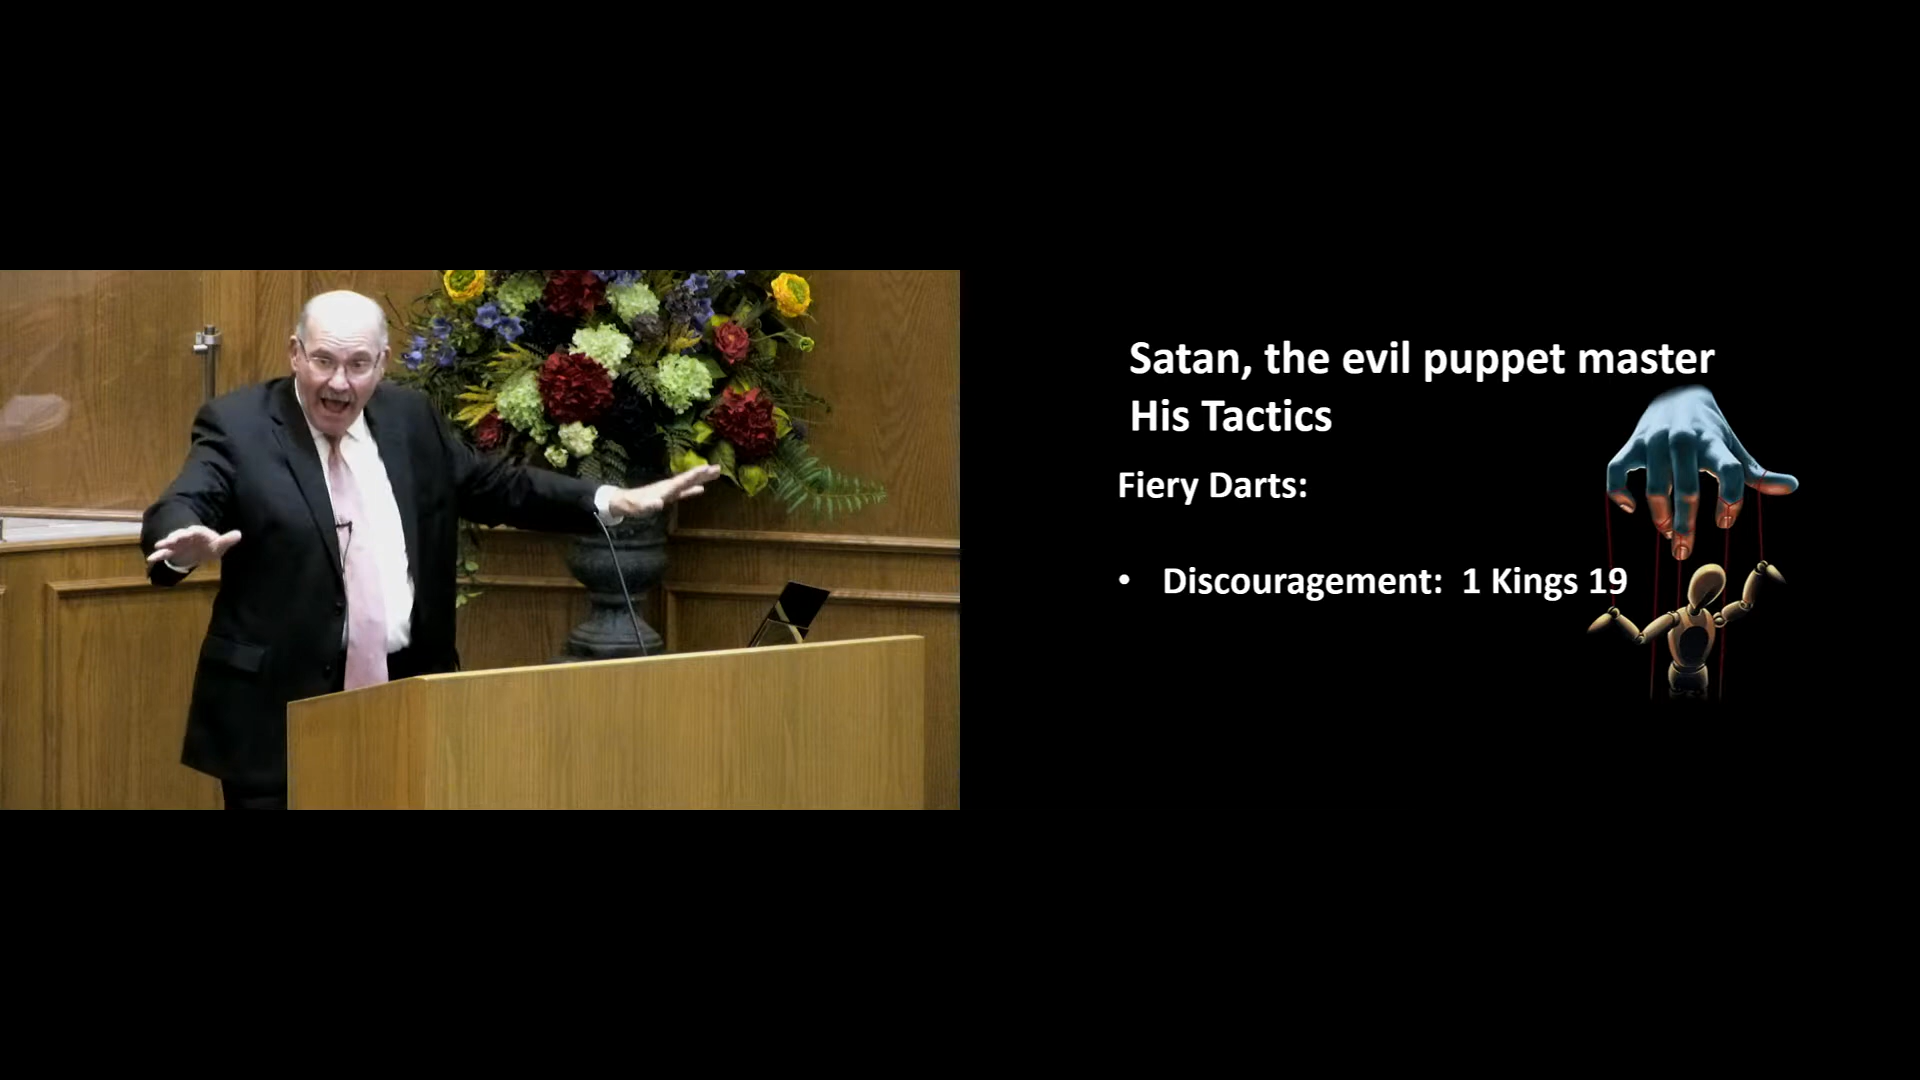 Satan, the evil puppet master
His Tactics
Fiery Darts:
• Discouragement:  1 Kings 19